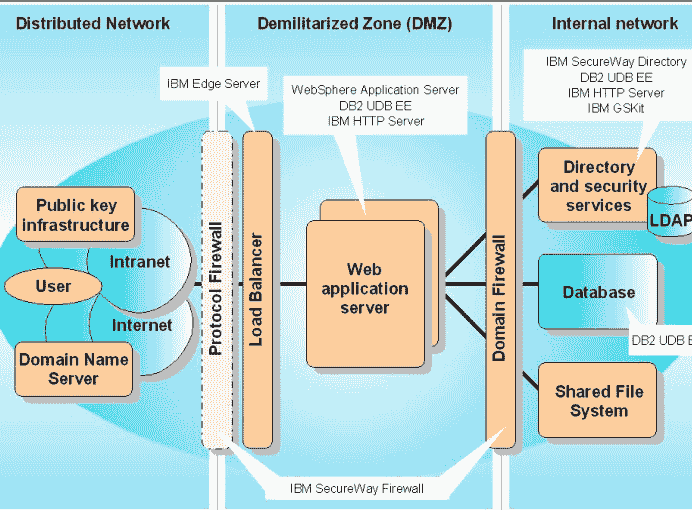 Distributed Network
Demilitarized Zone (DMZ)
Internal network
IBM Edge Server
WebSphere Application Server
DB2 UDB EE
IBM HTTP Server
IBM SecureWay Directory
DB2 UDB EE
IBM HTTP Server
IBM GSKit
Public key
infrastructure
Intranet
User
Internet
Domain Name
Server
Protocol Firewall
Load Balancer
Web
application
server
Domain Firewall
Directory
and security
services
LDAP
Database
DB2 UDB E
Shared File
System
IBM SecureWay Firewall